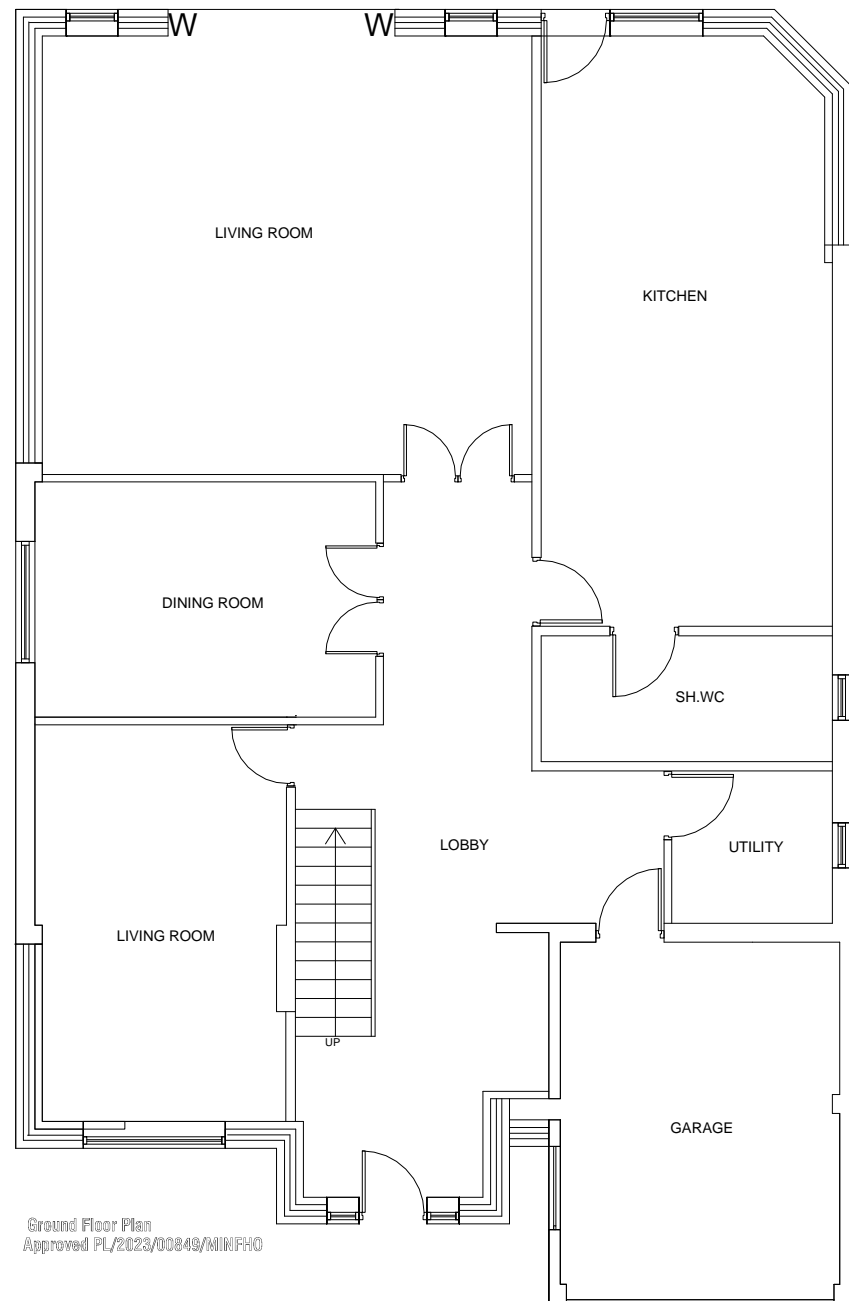 W
W
LIVING ROOM
KITCHEN
DINING ROOM
SH.WC
LOBBY
UTILITY
LIVING ROOM
UP
GARAGE
Ground Floor Plan
Approved PL/2023/00849/MINFHO